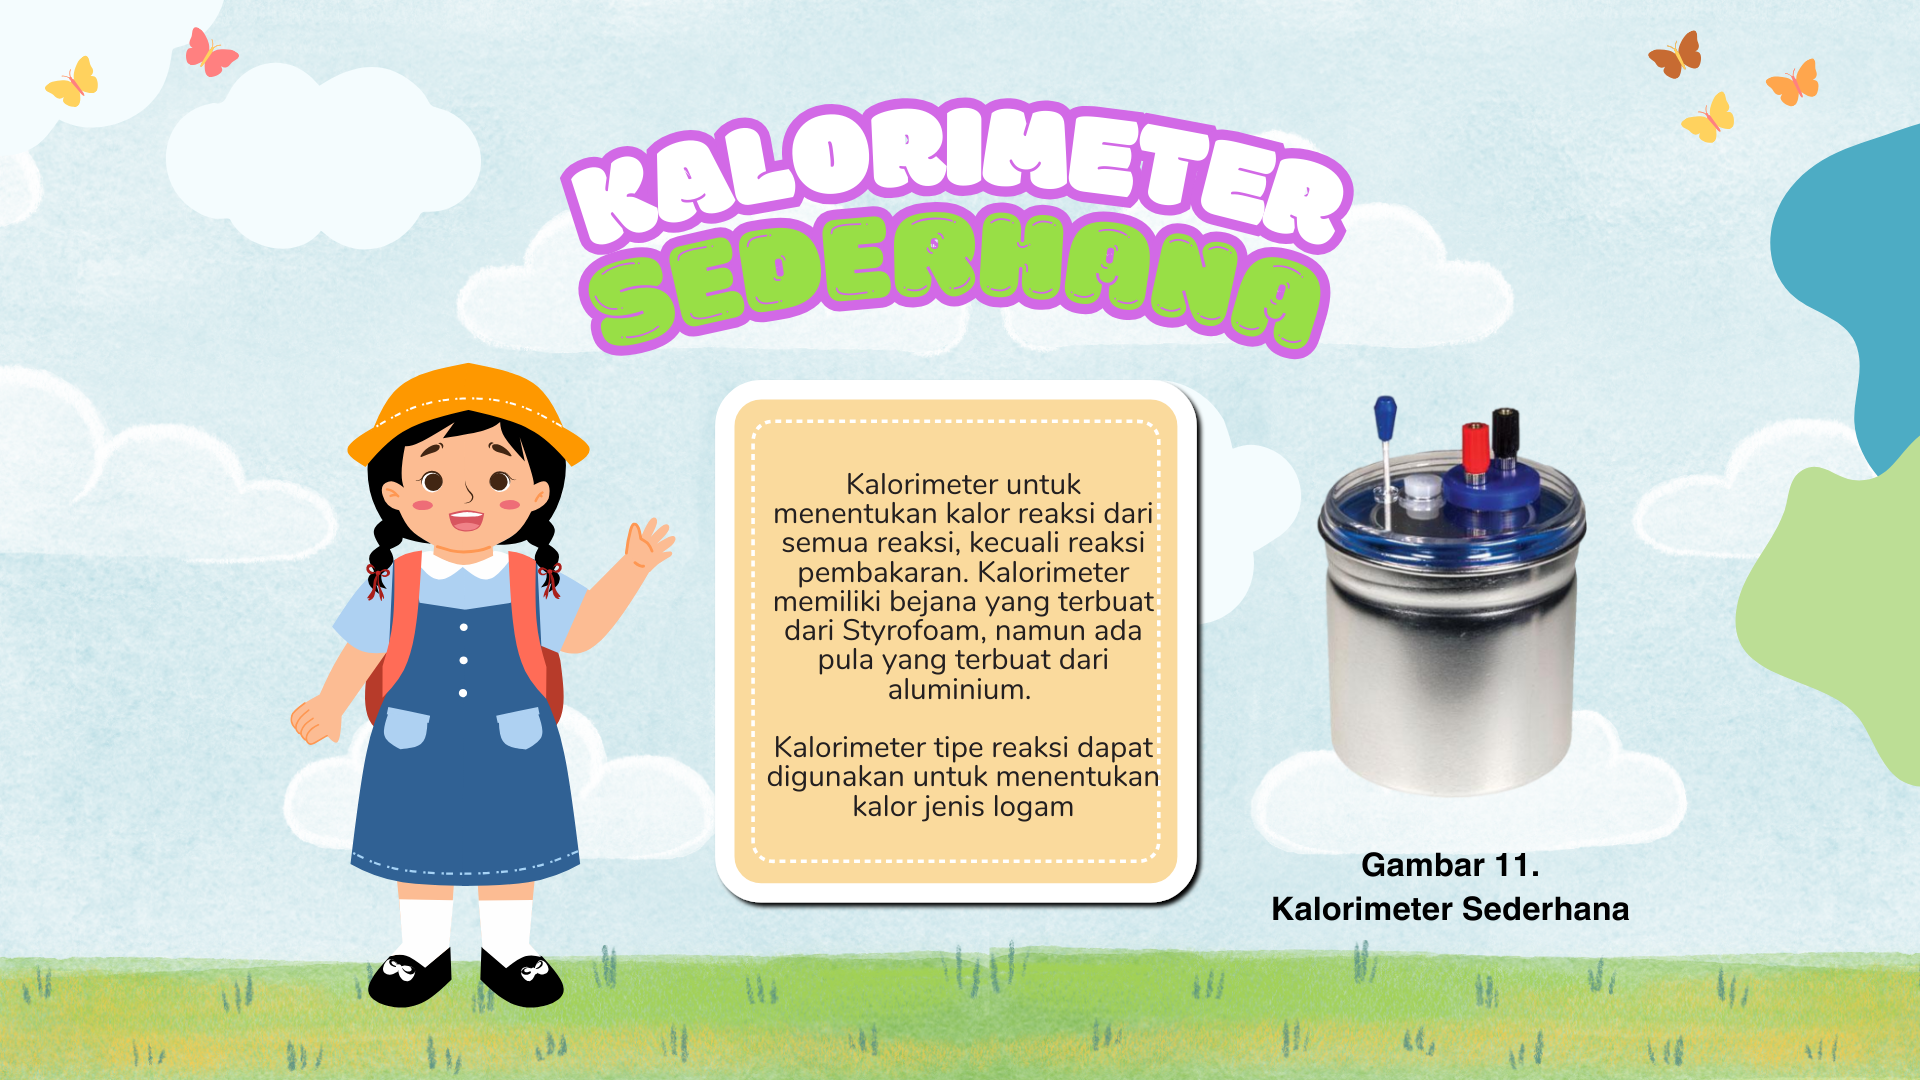 KALORIMETER
SEDERHANA
Kalorimeter untuk
menentukan kalor reaksi dari
semua reaksi, kecuali reaksi
pembakaran. Kalorimeter
memiliki bejana yang terbuat
dari Styrofoam, namun ada
pula yang terbuat dari
aluminium.
Kalorimeter tipe reaksi dapat
digunakan untuk menentukan
kalor jenis logam
Gambar 11.
Kalorimeter Sederhana